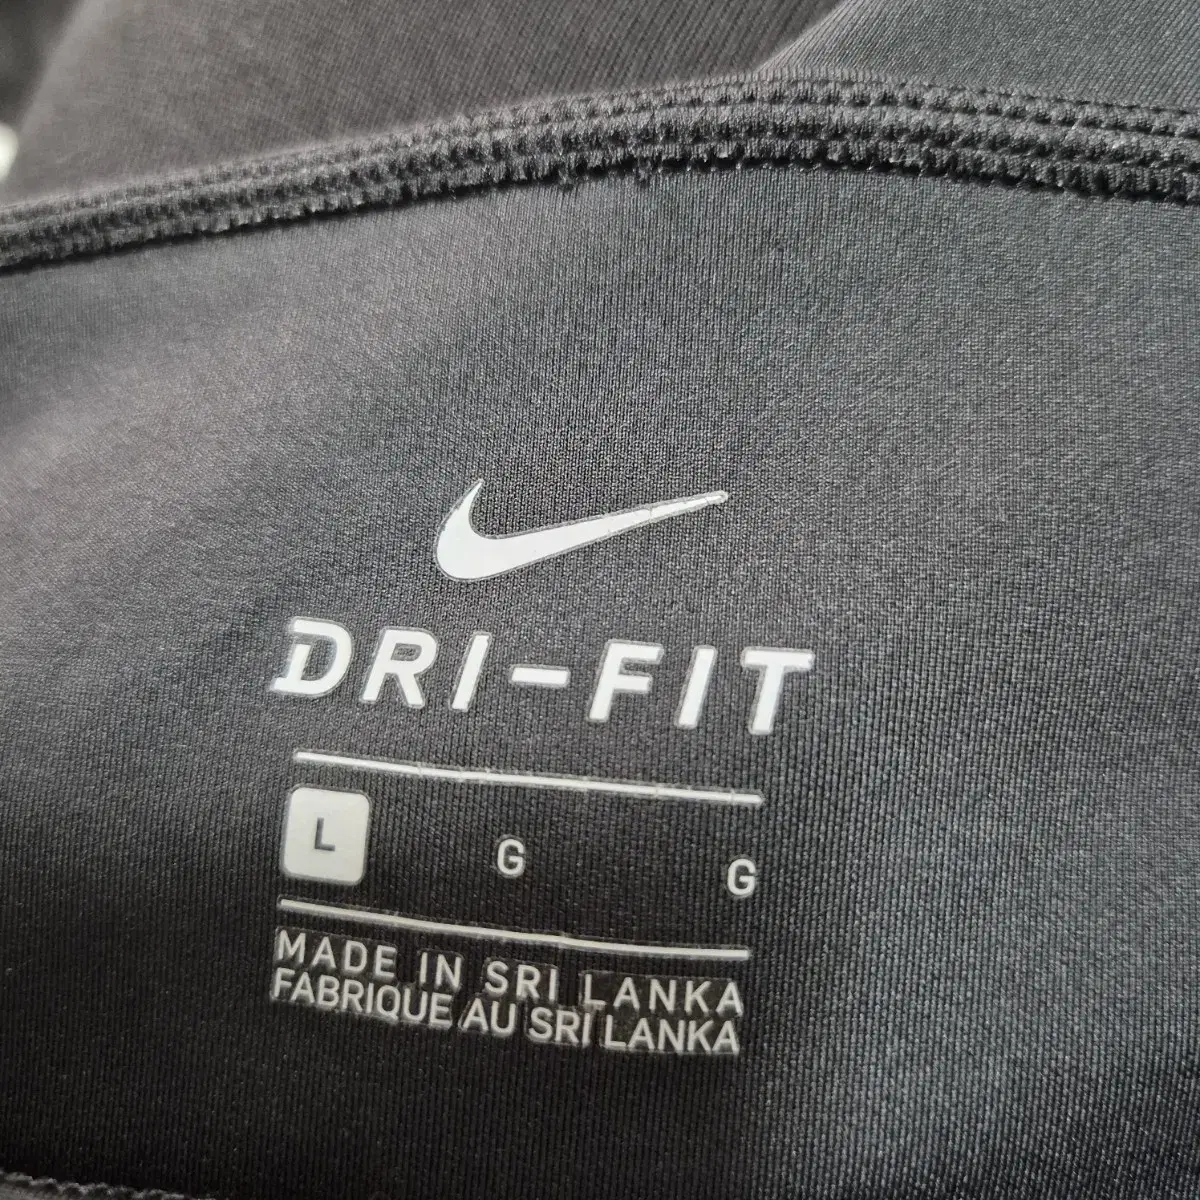 DRI-FIT
L G G
MADE IN SRI LANKA
FABRIQUE AU SRI LANKA